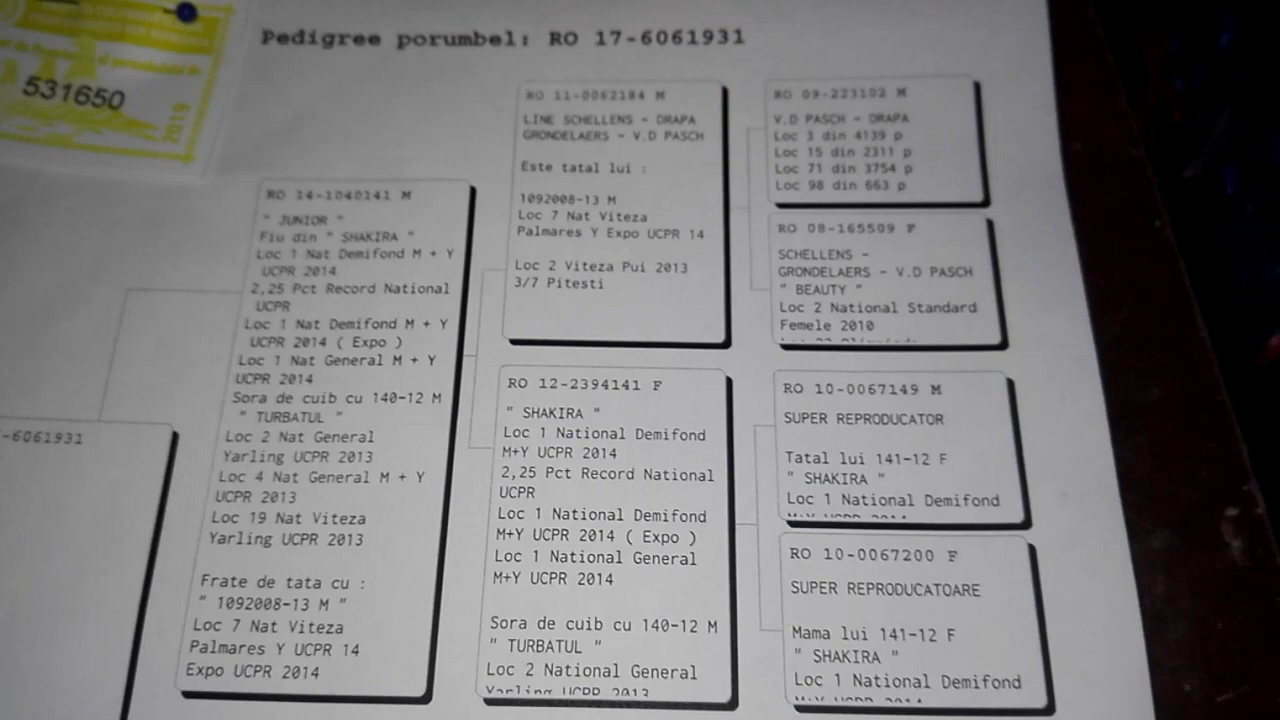 531650
2019
Pedigree porumbel: RO 17-6061931
-6061931
RO 14-1040141 M
" JUNIOR "
Fiu din " SHAKIRA "
Loc 1 Nat Demifond M + Y
UCPR 2014
2,25 Pct Record National
UCPR
Loc 1 Nat Demifond M + Y
UCPR 2014 ( Expo )
Loc 1 Nat General M + Y
UCPR 2014
Sora de cuib cu 140-12 M
" TURBATUL "
Loc 2 Nat General
Yarling UCPR 2013
Loc 4 Nat General M + Y
UCPR 2013
Loc 19 Nat Viteza
Yarling UCPR 2013
Frate de tata cu :
" 1092008-13 M "
Loc 7 Nat Viteza
Palmares Y UCPR 14
Expo UCPR 2014
RO 11-0062184 M
LINE SCHELLENS - DRAPA
GRONDELAERS - V.D PASCH
Este tatal lui :
1092008-13 M
Loc 7 Nat Viteza
Palmares Y Expo UCPR 14
Loc 2 Viteza Pui 2013
3/7 Pitesti
RO 12-2394141 F
" SHAKIRA "
Loc 1 National Demifond
M+Y UCPR 2014
2,25 Pct Record National
UCPR
Loc 1 National Demifond
M+Y UCPR 2014 ( Expo )
Loc 1 National General
M+Y UCPR 2014
Sora de cuib cu 140-12 M
" TURBATUL "
Loc 2 National General
Yarling UCPR 2013
RO 09-223102 M
V.D PASCH - DRAPA
Loc 3 din 4139 p
Loc 15 din 2311 p
Loc 71 din 3754 p
Loc 98 din 663 p
RO 08-165509 F
SCHELLENS -
GRONDELAERS - V.D PASCH
" BEAUTY "
Loc 2 National Standard
Femele 2010
RO 10-0067149 M
SUPER REPRODUCATOR
Tatal lui 141-12 F
" SHAKIRA "
Loc 1 National Demifond
M+Y UCPR 2014
RO 10-0067200 F
SUPER REPRODUCATOARE
Mama lui 141-12 F
" SHAKIRA "
Loc 1 National Demifond
M+Y UCPR 2014